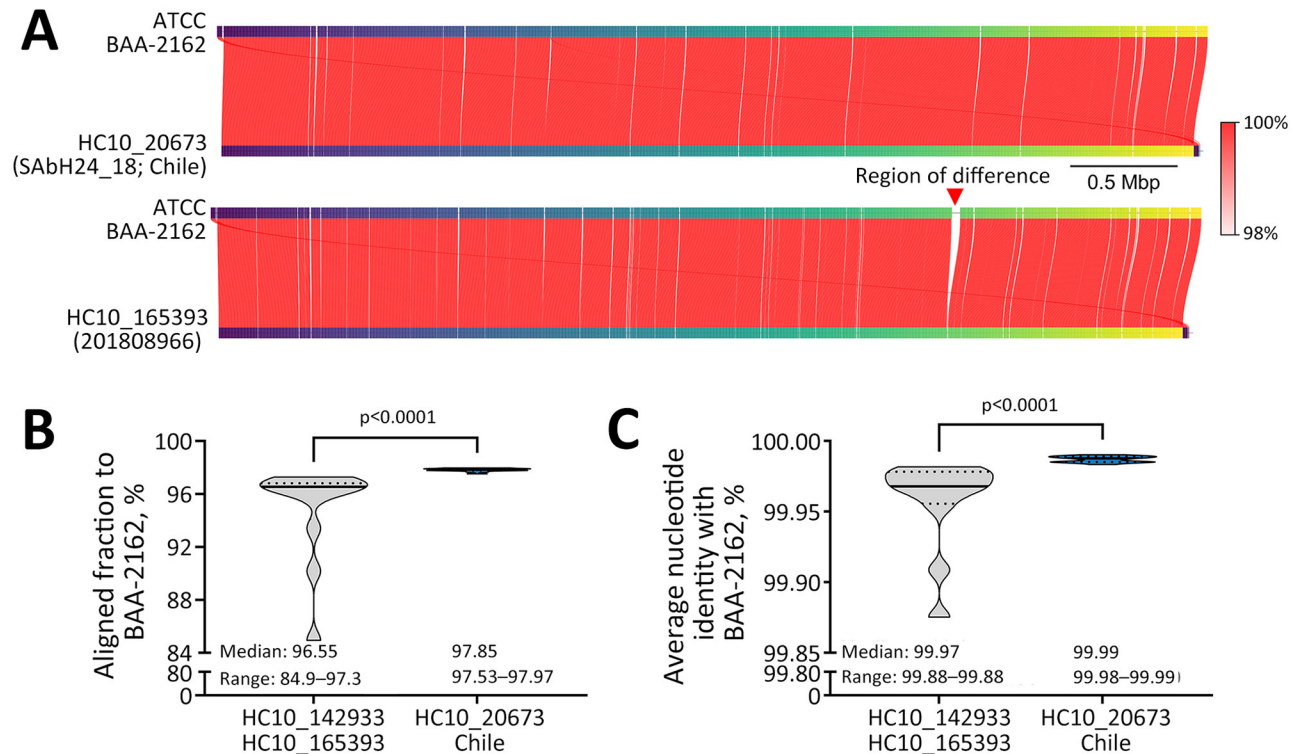 A
ATCC
BAA-2162
HC10_20673
(SAbH24_18; Chile)
100%
98%
0.5 Mbp
Region of difference
ATCC
BAA-2162
HC10_165393
(201808966)
B
p<0.0001
Aligned fraction to
BAA-2162, %
100
96
92
88
84
80
0
Median: 96.55
97.85
Range: 84.9–97.3
97.53–97.97
HC10_142933
HC10_165393
HC10_20673
Chile
C
p<0.0001
Average nucleotide
identity with
BAA-2162, %
100.00
99.95
99.90
99.85
99.80
0
Median: 99.97
99.99
Range: 99.88–99.88
99.98–99.99)
HC10_142933
HC10_165393
HC10_20673
Chile